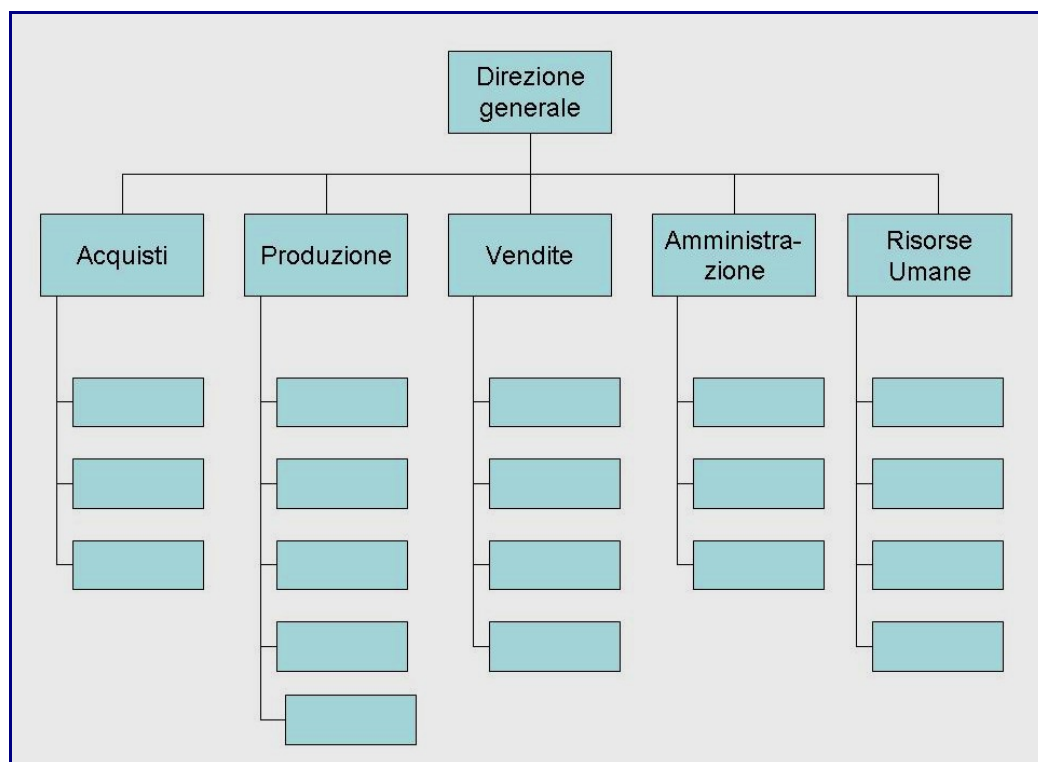 Direzione
generale
Acquisti
Produzione
Vendite
Amministra-
zione
Risorse
Umane